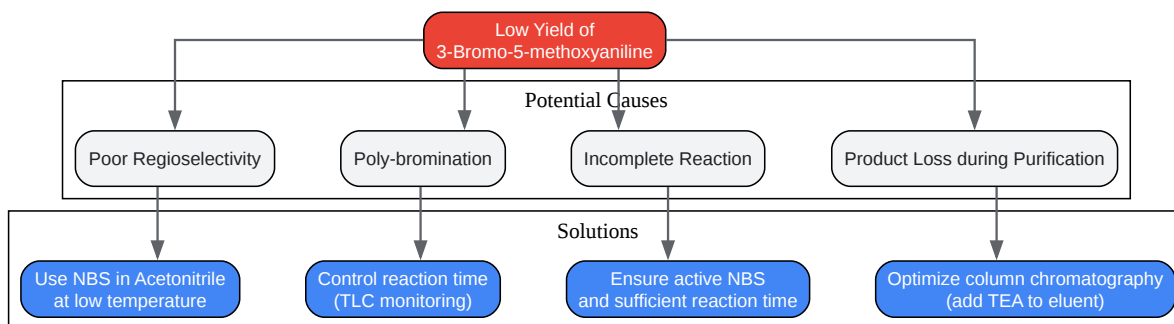 Low Yield of
3-Bromo-5-methoxyaniline
Potential Causes
Poor Regioselectivity
Poly-bromination
Incomplete Reaction
Product Loss during Purification
Solutions
Use NBS in Acetonitrile
at low temperature
Control reaction time
(TLC monitoring)
Ensure active NBS
and sufficient reaction time
Optimize column chromatography
(add TEA to eluent)